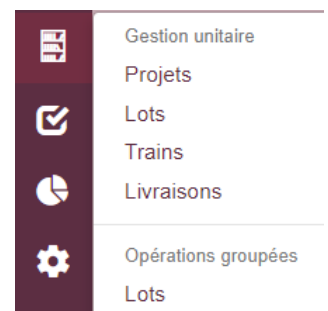 Gestion unitaire
Projets
Lots
Trains
Livraisons
Opérations groupées
Lots